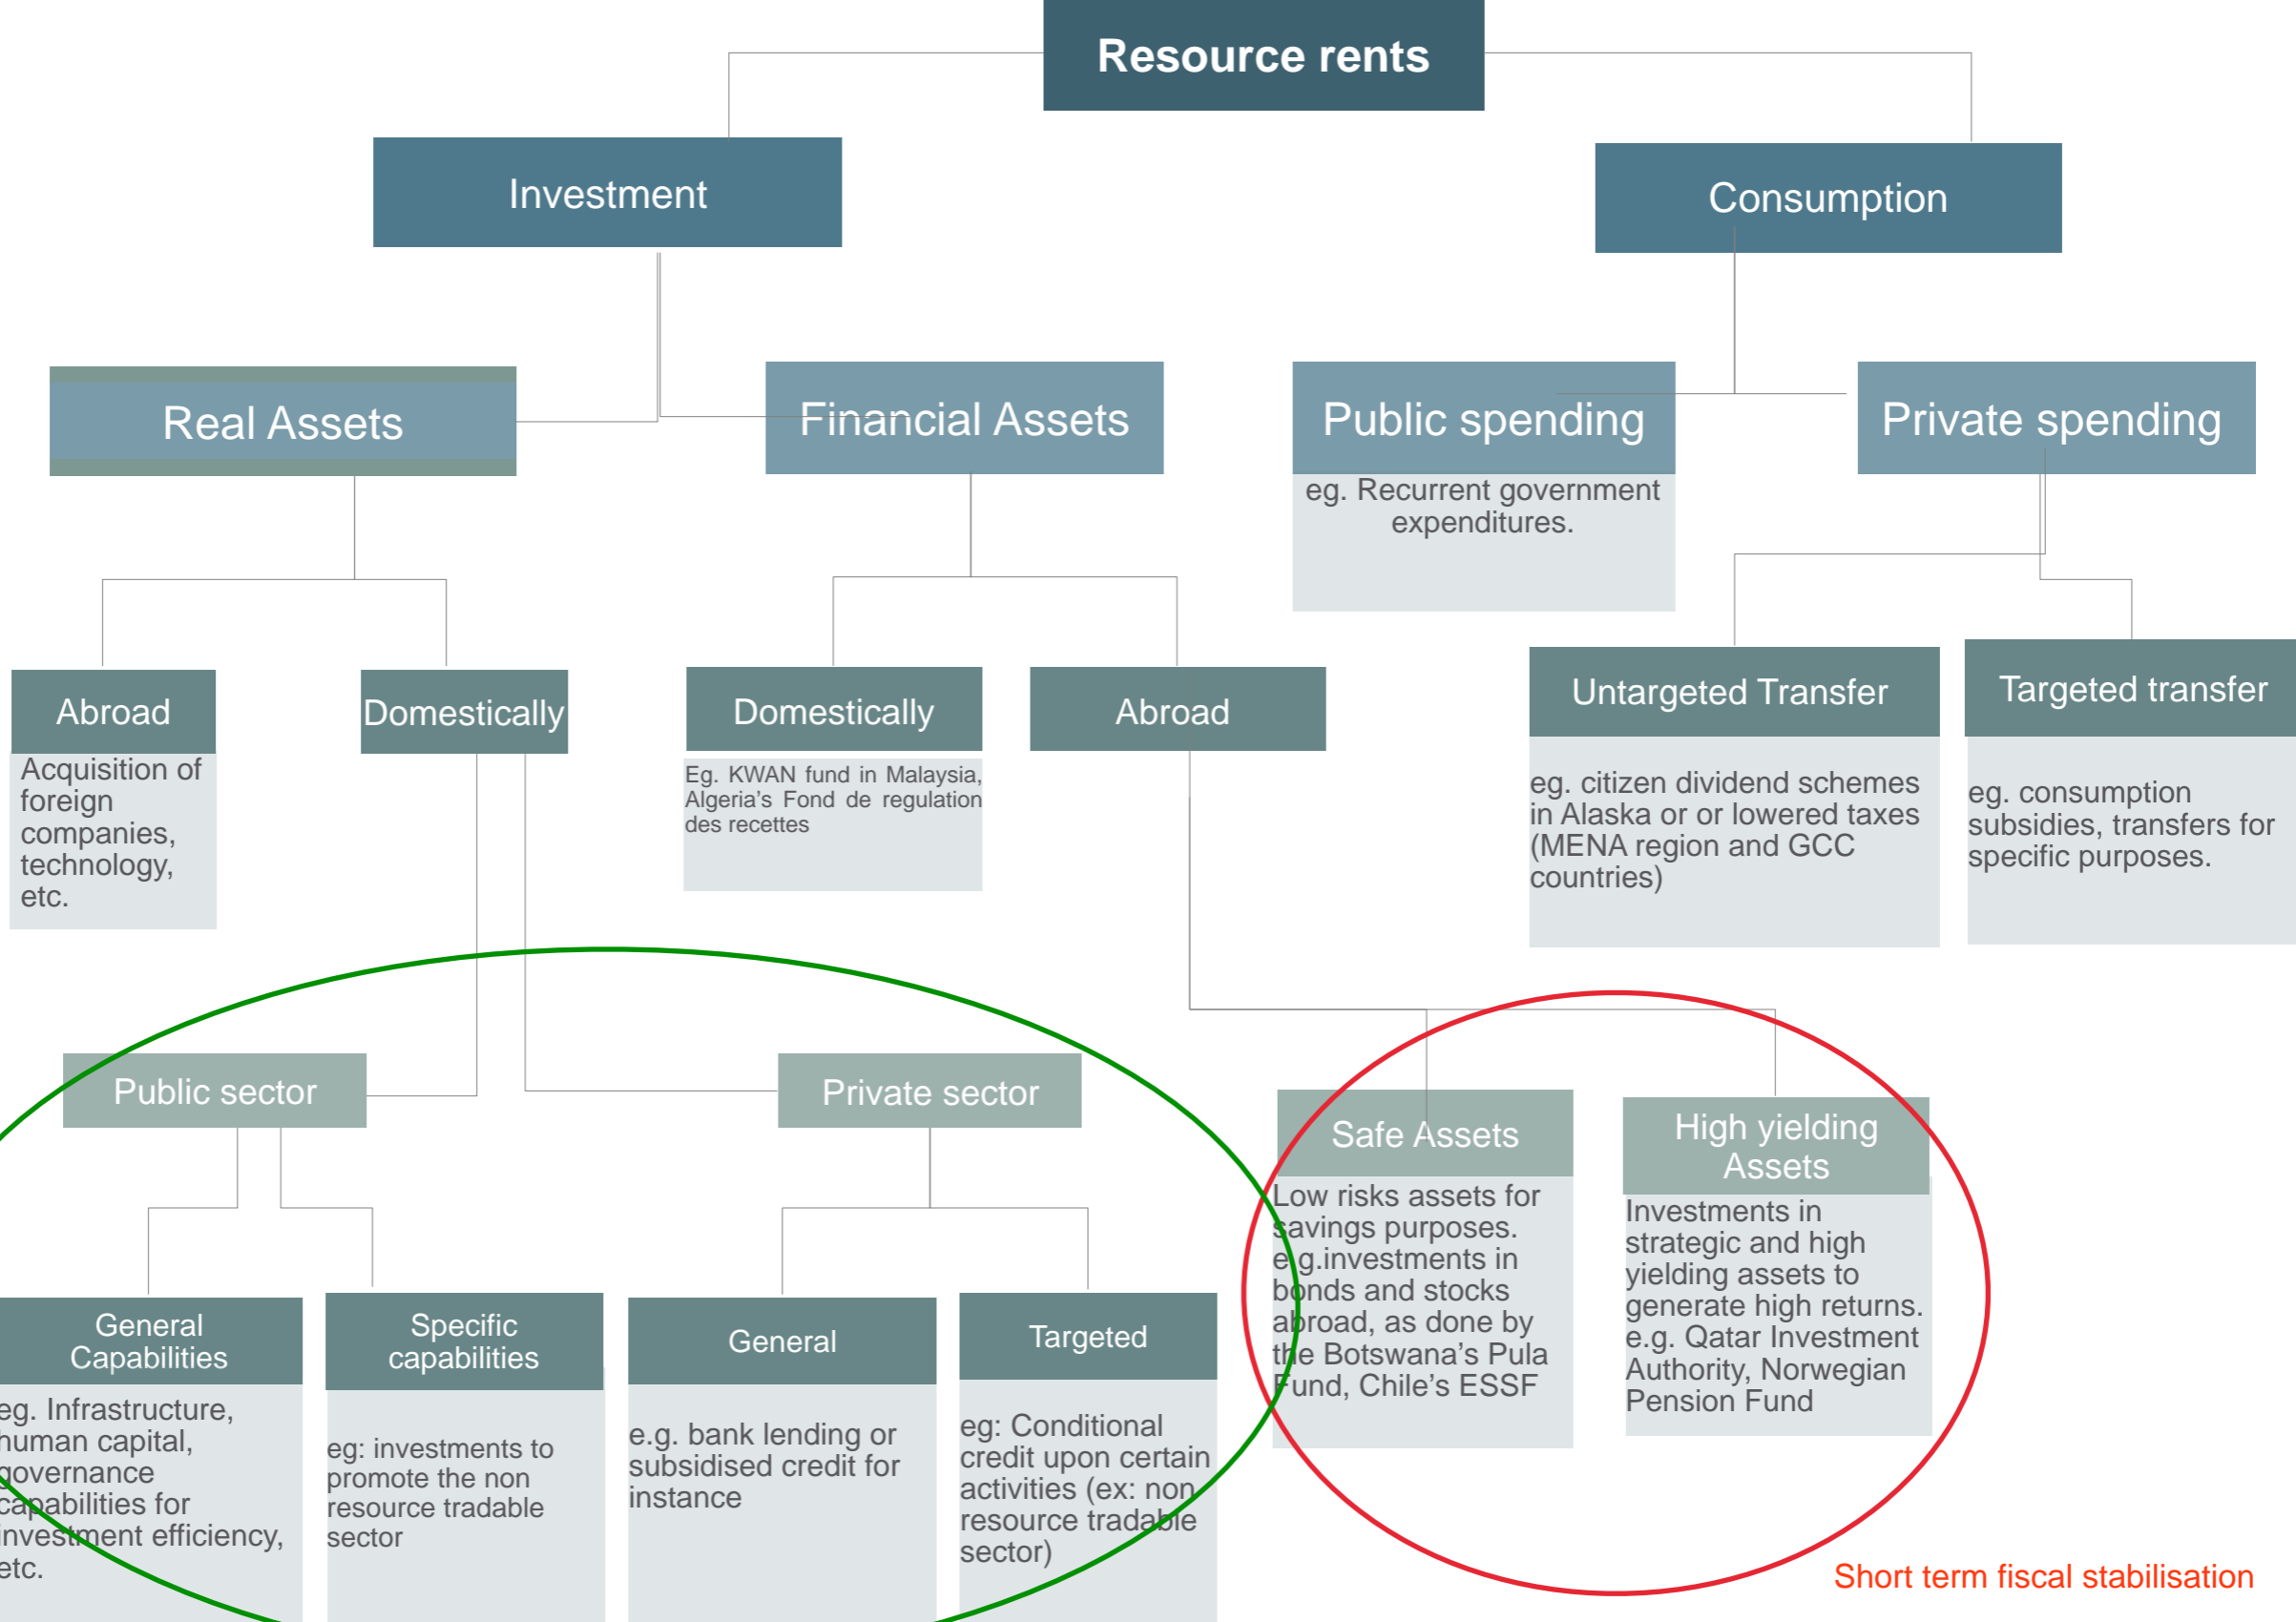 Resource rents
Investment
Consumption
Real Assets
Financial Assets
Public spending
eg. Recurrent government
expenditures.
Private spending
Abroad
Acquisition of
foreign
companies,
technology,
etc.
Domestically
Domestically
Eg. KWAN fund in Malaysia,
Algeria's Fond de regulation
des recettes
Abroad
Untargeted Transfer
eg. citizen dividend schemes
in Alaska or or lowered taxes
(MENA region and GCC
countries)
Targeted transfer
eg. consumption
subsidies, transfers for
specific purposes.
Public sector
Private sector
Safe Assets
Low risks assets for
savings purposes.
e.g.investments in
bonds and stocks
abroad, as done by
the Botswana's Pula
Fund, Chile's ESSF
High yielding
Assets
Investments in
strategic and high
yielding assets to
generate high returns.
e.g. Qatar Investment
Authority, Norwegian
Pension Fund
General
Capabilities
eg. Infrastructure,
human capital,
governance
capabilities for
investment efficiency,
etc.
Specific
capabilities
eg: investments to
promote the non
resource tradable
sector
General
e.g. bank lending or
subsidised credit for
instance
Targeted
eg: Conditional
credit upon certain
activities (ex: non
resource tradable
sector)
Short term fiscal stabilisation